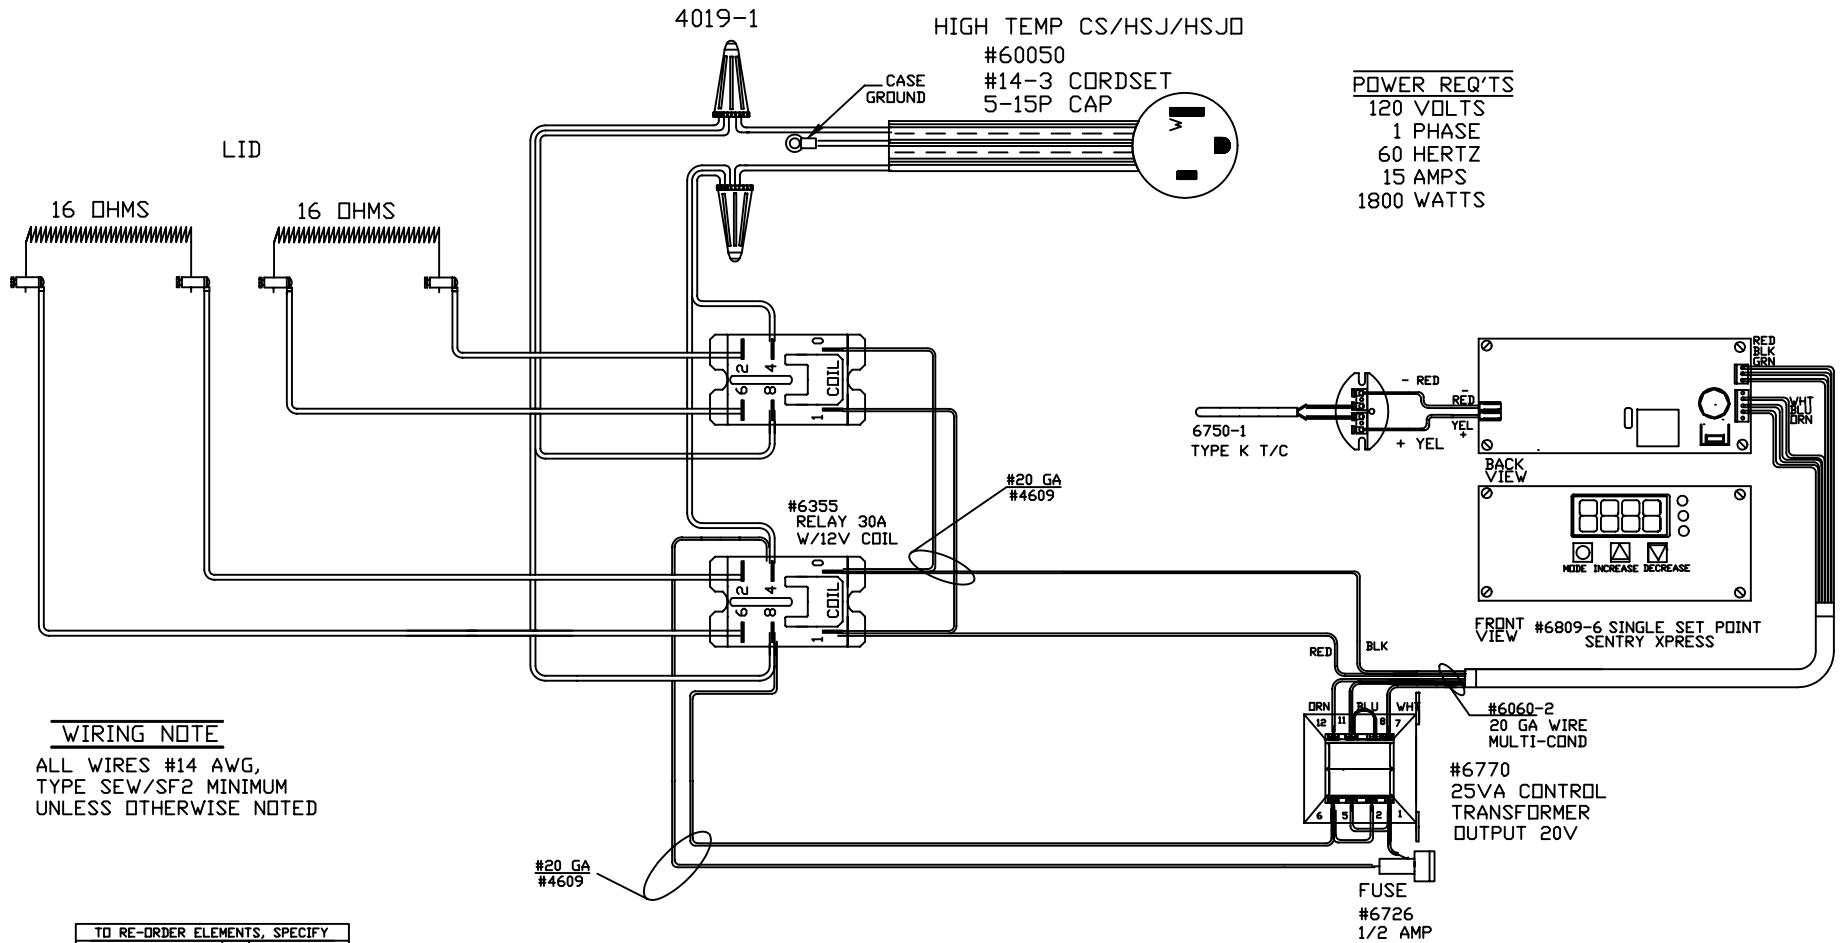 4019-1
HIGH TEMP CS/HSJ/HSJO
#60050
#14-3 CORDSET
5-15P CAP
CASE
GROUND
W
POWER REQ'TS
120 VOLTS
1 PHASE
60 HERTZ
15 AMPS
1800 WATTS
LID
16 OHMS
16 OHMS
2 4 0
6 8 COIL
1
RED
BLK
GRN
WHT
BLU
ORN
- RED
-
RED
YEL
+
+ YEL
6750-1
TYPE K T/C
BACK
VIEW
#20 GA
#4609
#6355
RELAY 30A
W/12V COIL
2 4 0
6 8 COIL
1
MODE INCREASE DECREASE
FRONT
VIEW
#6809-6 SINGLE SET POINT
SENTRY XPRESS
RED
BLK
ORN BLU WHT
12 11 8 7
6 5 2 1
#6060-2
20 GA WIRE
MULTI-COND
#6770
25VA CONTROL
TRANSFORMER
OUTPUT 20V
WIRING NOTE
ALL WIRES #14 AWG,
TYPE SEW/SF2 MINIMUM
UNLESS OTHERWISE NOTED
#20 GA
#4609
FUSE
#6726
1/2 AMP
TO RE-ORDER ELEMENTS, SPECIFY